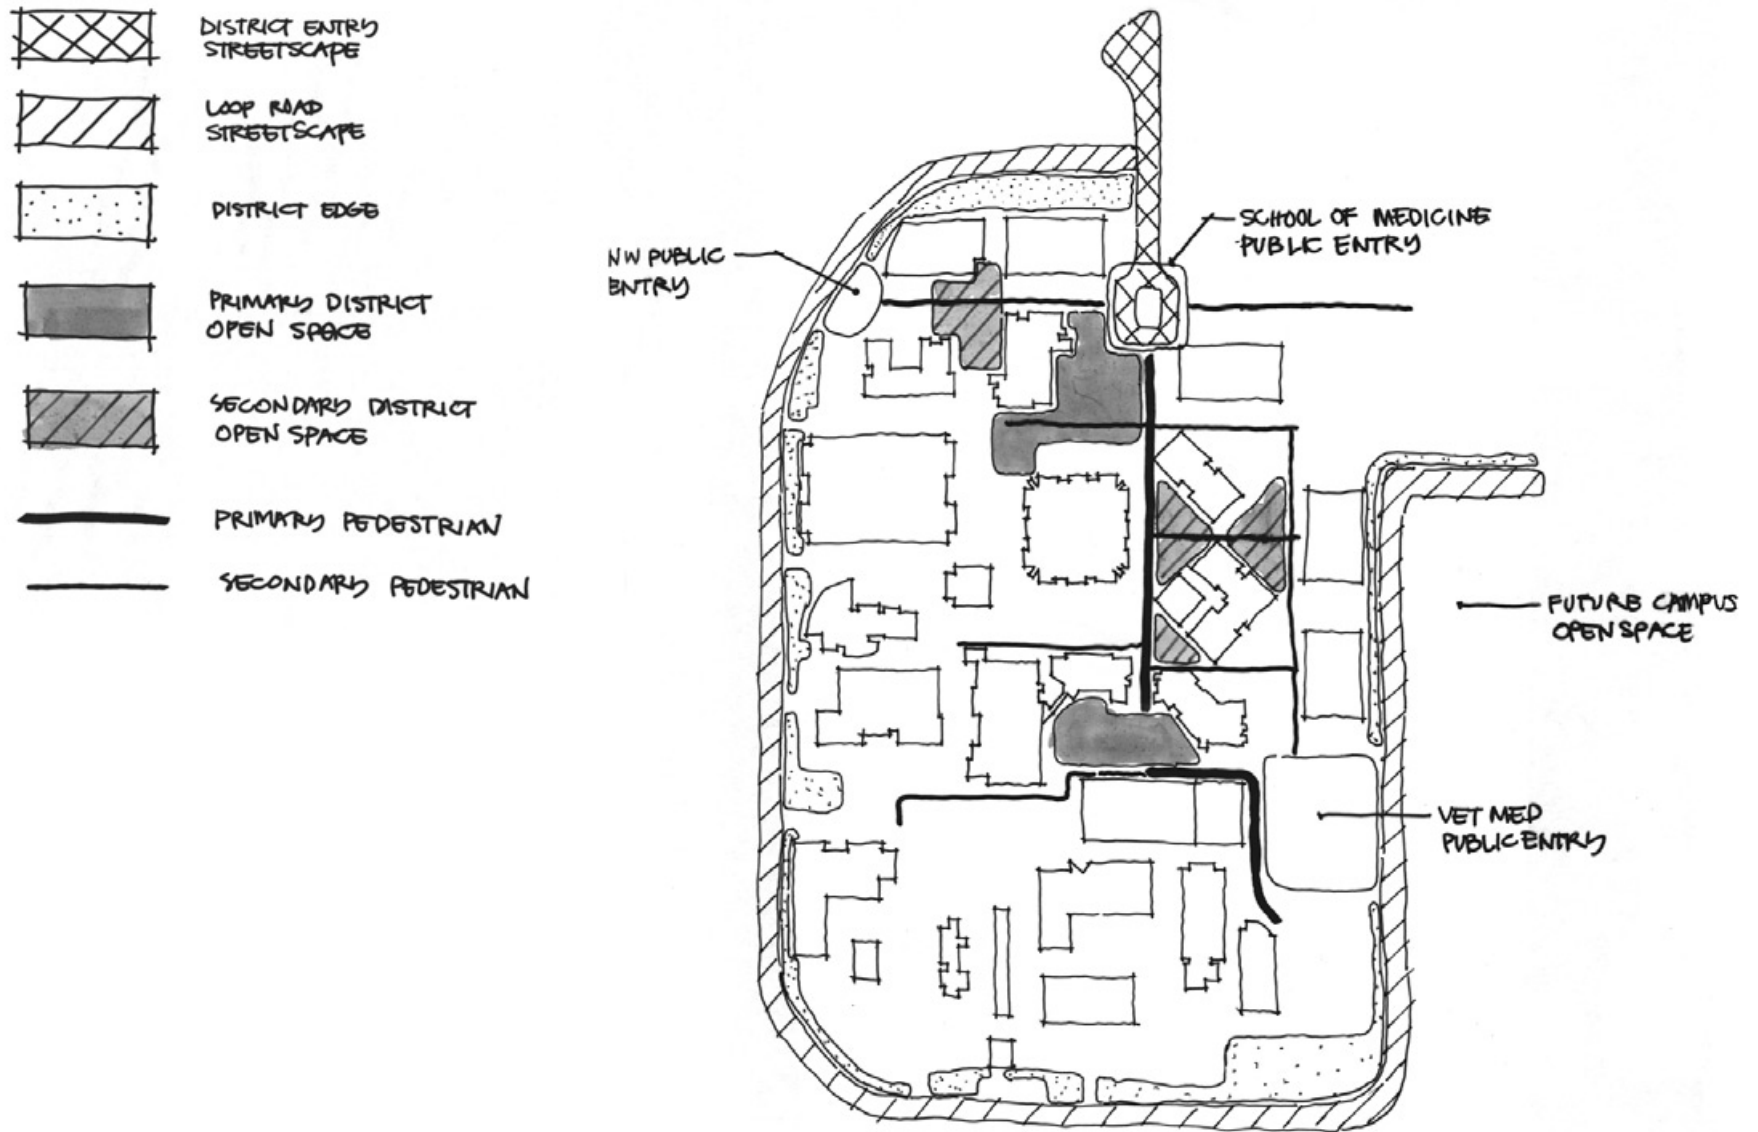 DISTRICT ENTRY
STREETSCAPE
LOOP ROAD
STREETSCAPE
DISTRICT EDGE
PRIMARY DISTRICT
OPEN SPACE
SECONDARY DISTRICT
OPEN SPACE
PRIMARY PEDESTRIAN
SECONDARY PEDESTRIAN
NW PUBLIC
ENTRY
SCHOOL OF MEDICINE
PUBLIC ENTRY
FUTURE CAMPUS
OPEN SPACE
VET MED
PUBLIC ENTRY